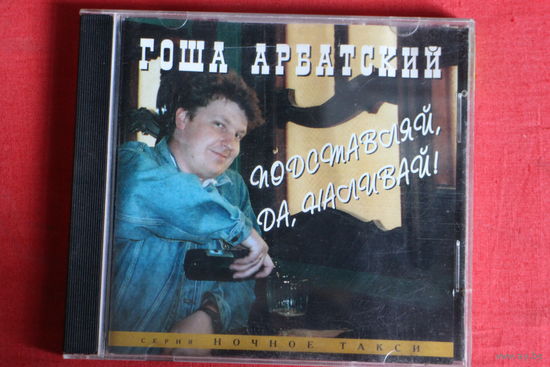 ГОША АРБАТСКИЙ
ПОДСТАВЛЯЙ,
ДА, НАЛИВАЙ!
СЕРИЯ НОЧНОЕ ТАКСИ